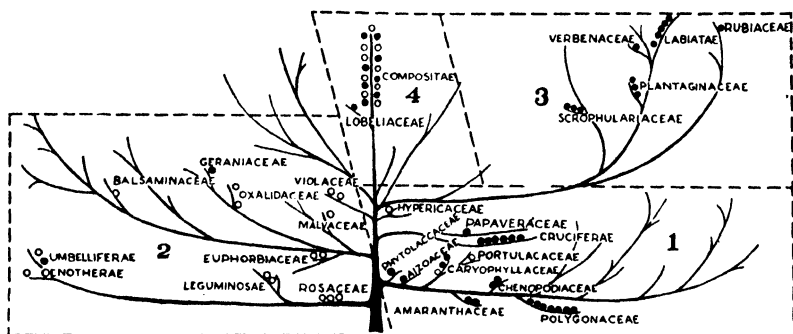 VERBENACEAE
LABIATAE
RUBIACEAE
COMPOSITAE
4
3
PLANTAGINACEAE
LOBELIACEAE
SCROPHULARIACEAE
GERANIACEAE
BALSAMINACEAE
VIOLACEAE
OXALIDACEAE
HYPERICACEAE
MALVACEAE
PAPAVERACEAE
CRUCIFERAE
1
2
PHYTOLACCACEAE
AIZOACEAE
PORTULACACEAE
UMBELLIFERAE
EUPHORBIACEAE
CARYOPHYLLACEAE
OENOTHERAE
LEGUMINOSAE
ROSACEAE
CHENOPODIACEAE
AMARANTHACEAE
POLYGONACEAE